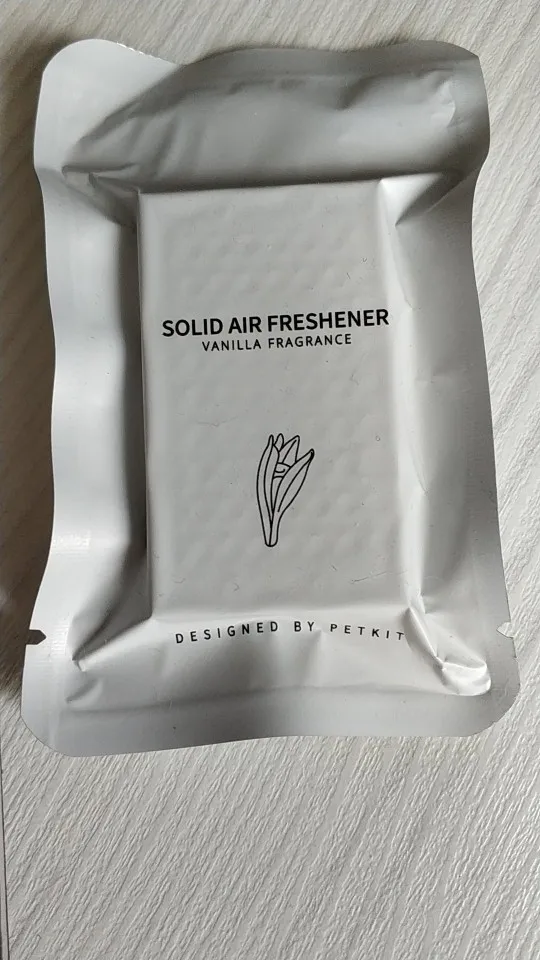 SOLID AIR FRESHENER
VANILLA FRAGRANCE
DESIGNED BY PETKIT